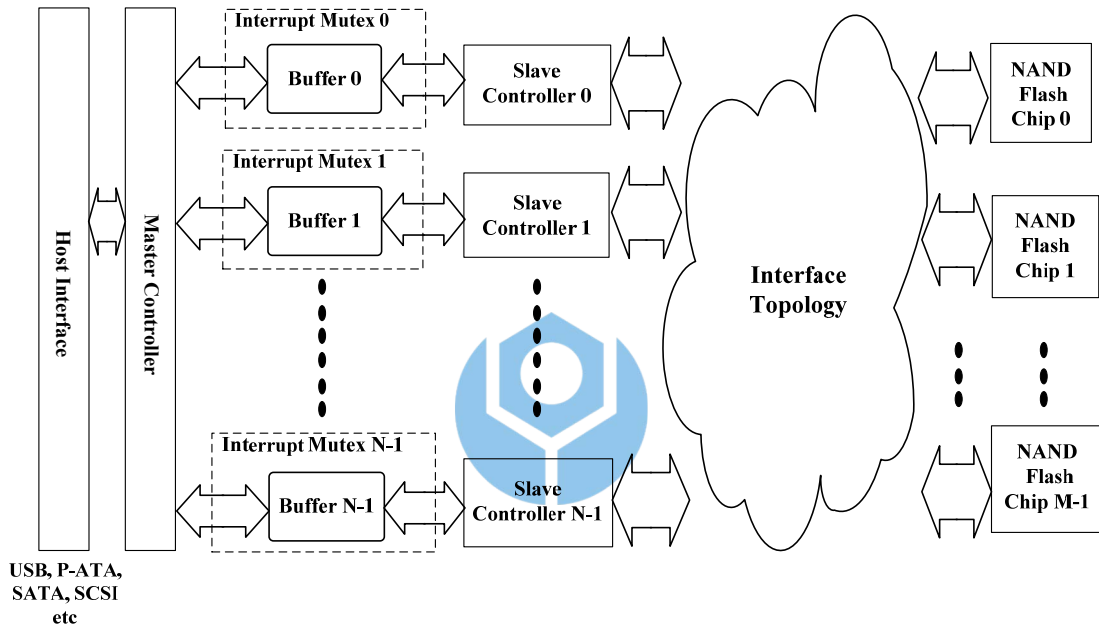 Interrupt Mutex 0
Buffer 0
Slave
Controller 0
NAND
Flash
Chip 0
Interrupt Mutex 1
Buffer 1
Slave
Controller 1
NAND
Flash
Chip 1
Host Interface
Master Controller
Interface
Topology
Interrupt Mutex N-1
Buffer N-1
Slave
Controller N-1
NAND
Flash
Chip M-1
USB, P-ATA,
SATA, SCSI
etc